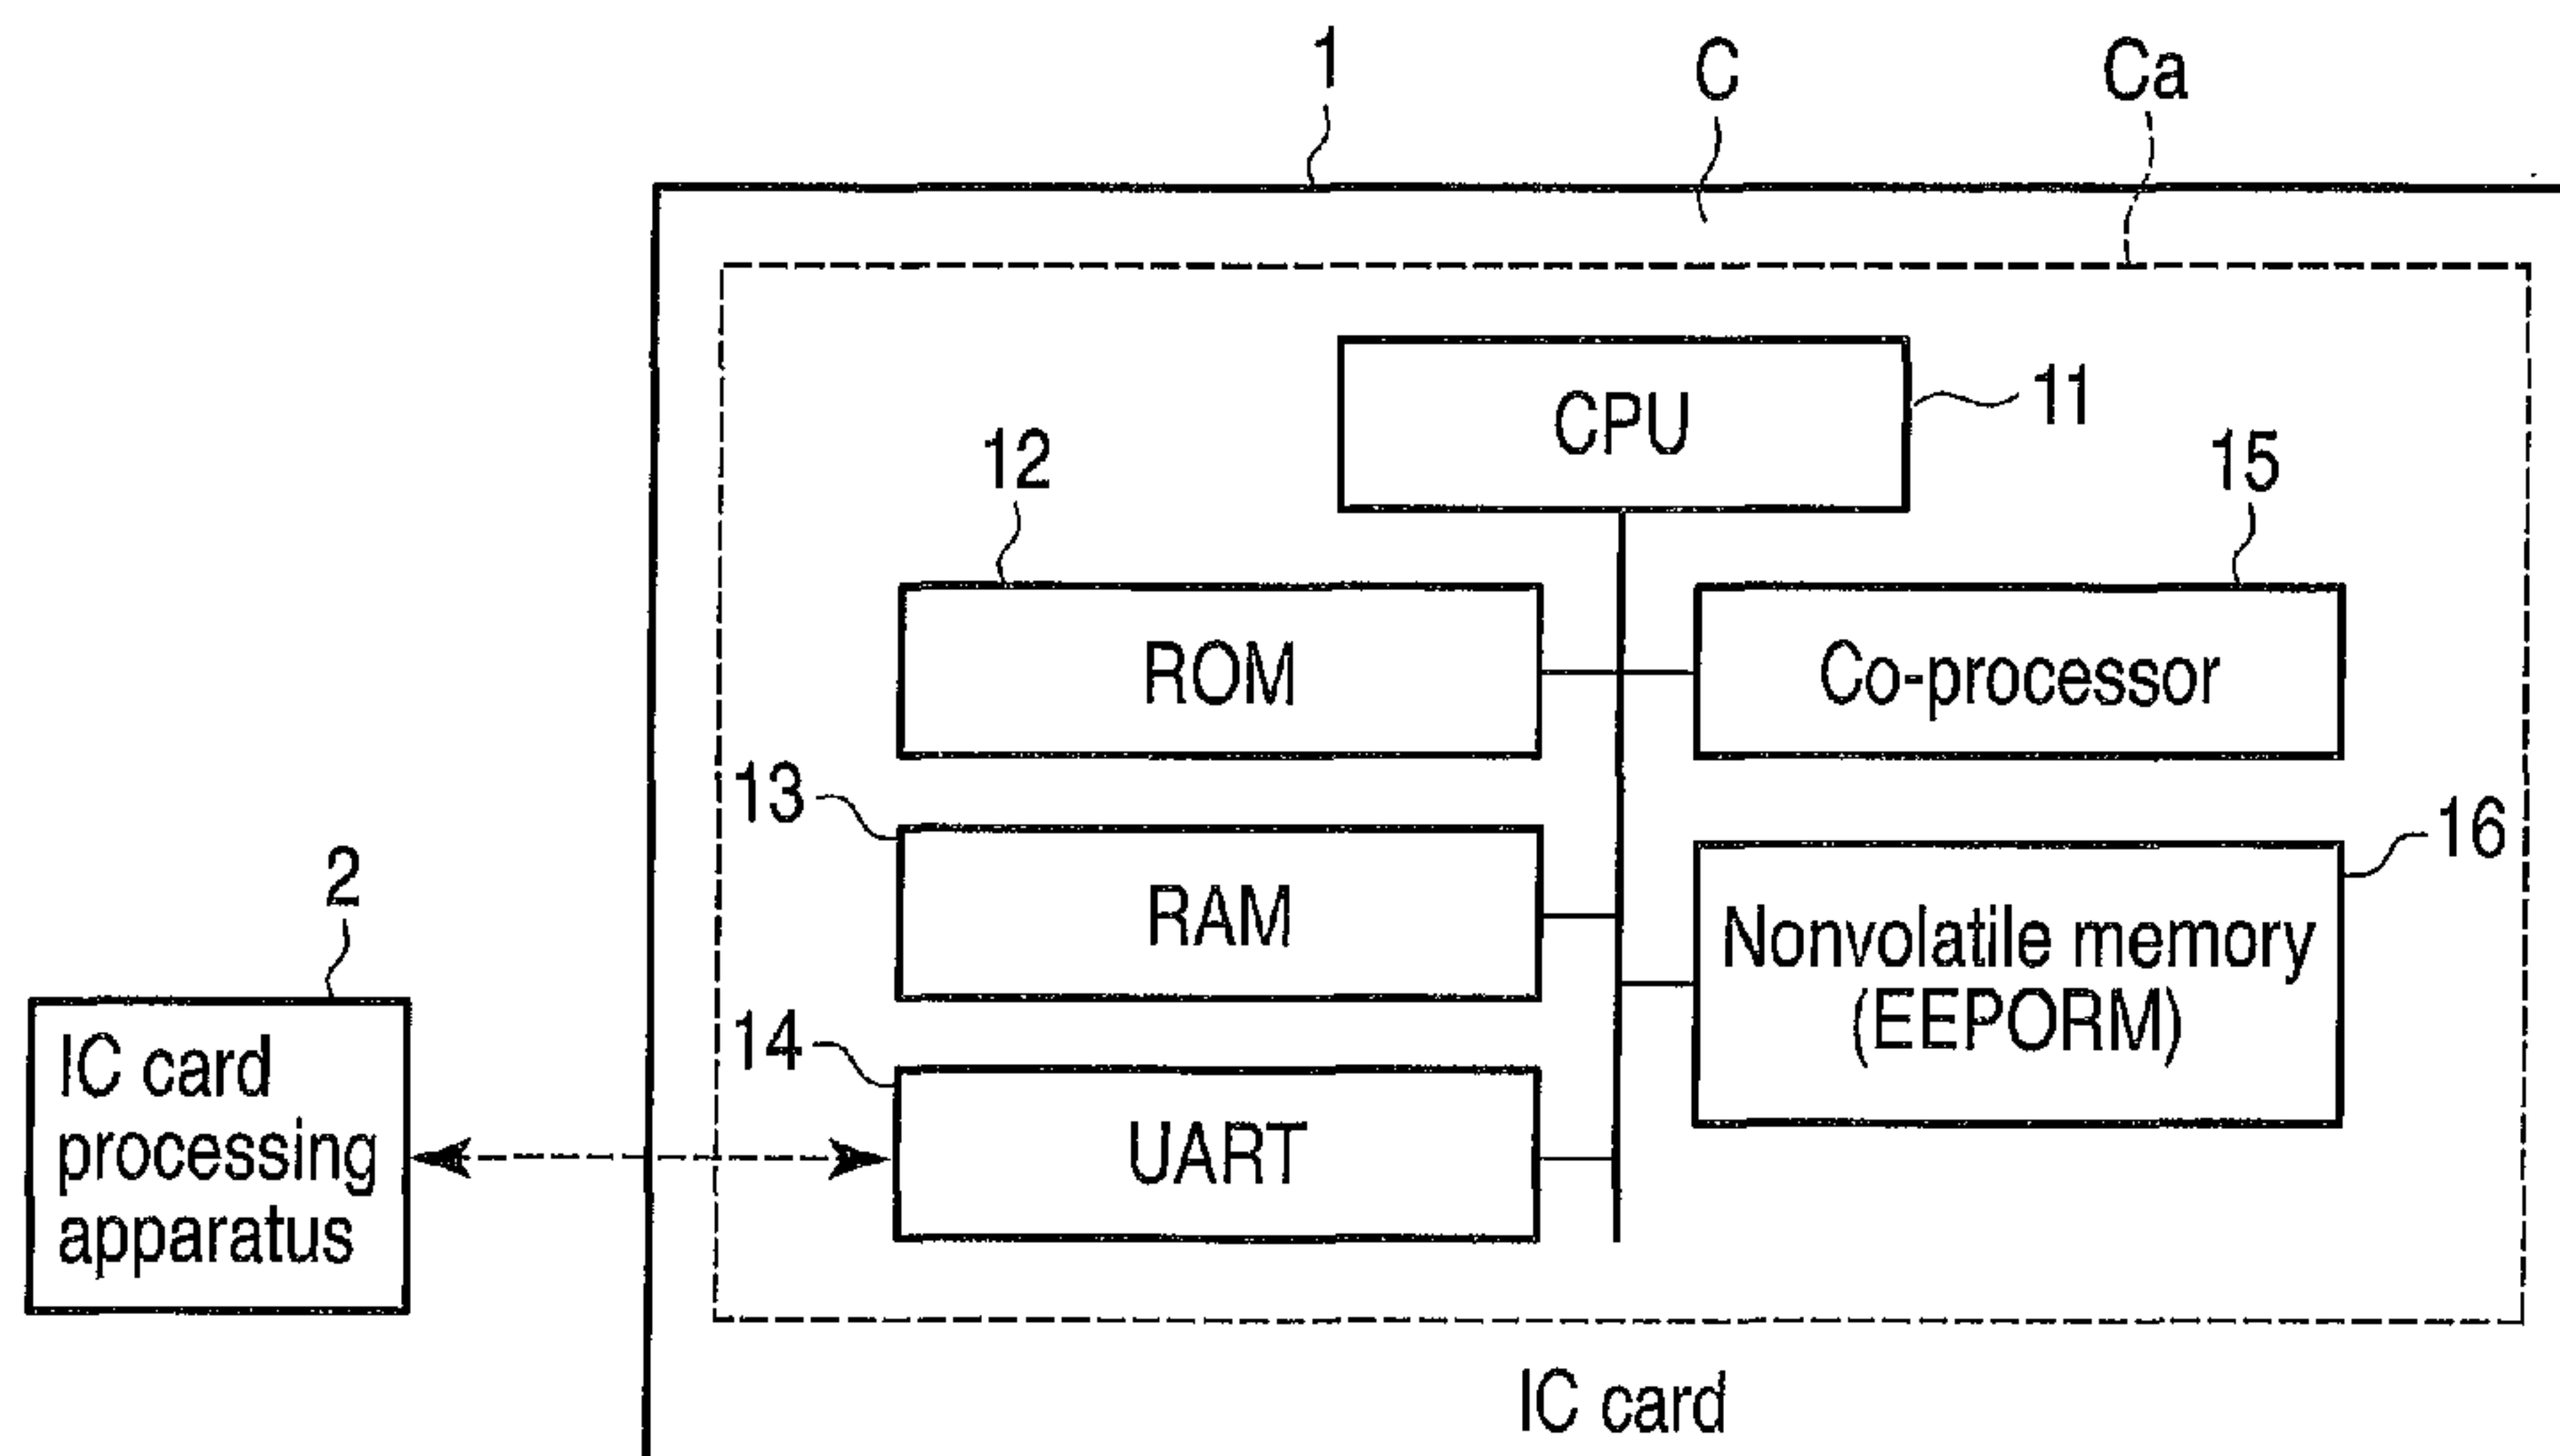 1
C
Ca
CPU
11
12
15
ROM
Co-processor
13
16
RAM
Nonvolatile memory
(EEPORM)
2
14
IC card
processing
apparatus
UART
IC card